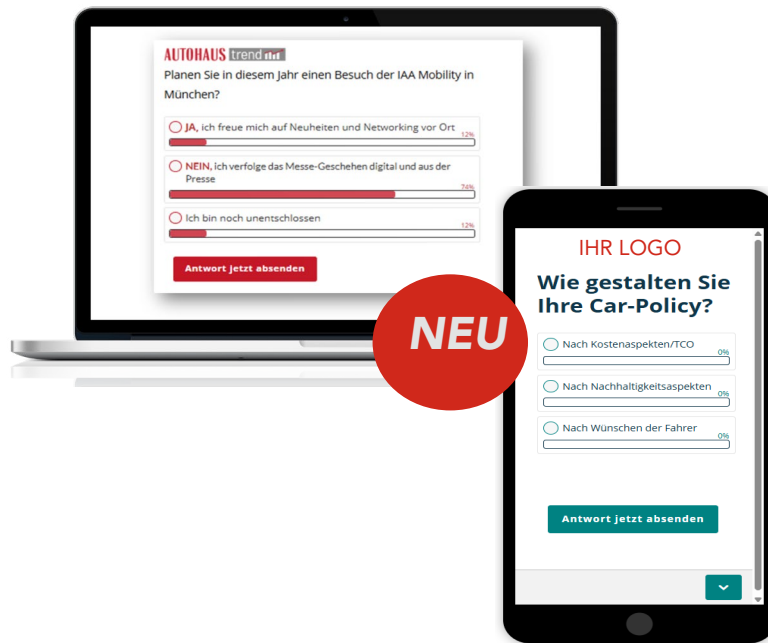 AUTOHAUS trend
Planen Sie in diesem Jahr einen Besuch der IAA Mobility in
München?
JA, ich freue mich auf Neuheiten und Networking vor Ort
12%
NEIN, ich verfolge das Messe-Geschehen digital und aus der
Presse
74%
Ich bin noch unentschlossen
12%
Antwort jetzt absenden
NEU
IHR LOGO
Wie gestalten Sie
Ihre Car-Policy?
Nach Kostenaspekten/TCO
0%
Nach Nachhaltigkeitsaspekten
0%
Nach Wünschen der Fahrer
0%
Antwort jetzt absenden